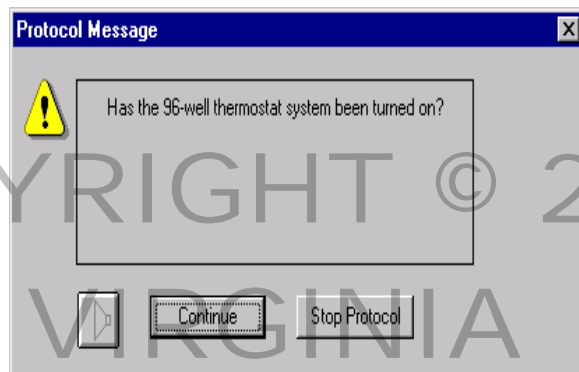 Protocol Message
Has the 96-well thermostat system been turned on?
YRIGHT © 2
VIRGINIA
Continue
Stop Protocol